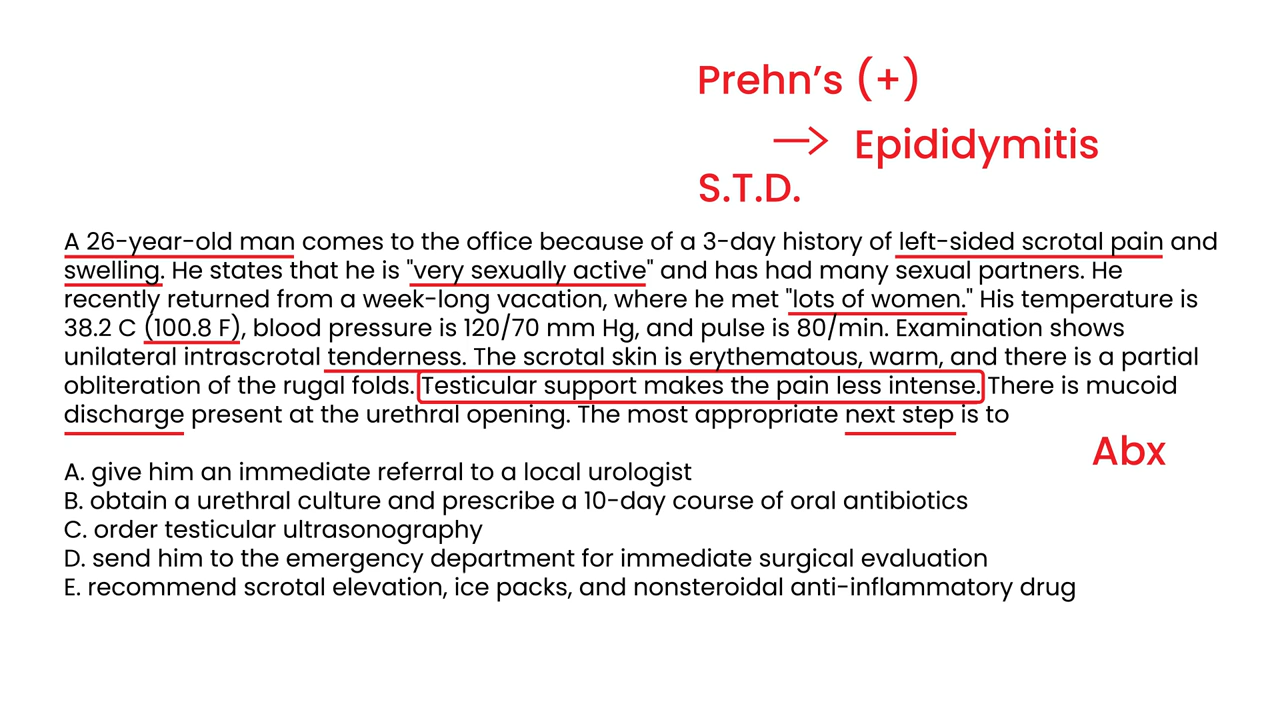 Prehn's (+)
→ Epididymitis
S.T.D.
A 26-year-old man comes to the office because of a 3-day history of left-sided scrotal pain and
swelling. He states that he is "very sexually active" and has had many sexual partners. He
recently returned from a week-long vacation, where he met "lots of women." His temperature is
38.2 C (100.8 F), blood pressure is 120/70 mm Hg, and pulse is 80/min. Examination shows
unilateral intrascrotal tenderness. The scrotal skin is erythematous, warm, and there is a partial
obliteration of the rugal folds. Testicular support makes the pain less intense. There is mucoid
discharge present at the urethral opening. The most appropriate next step is to
Abx
A. give him an immediate referral to a local urologist
B. obtain a urethral culture and prescribe a 10-day course of oral antibiotics
C. order testicular ultrasonography
D. send him to the emergency department for immediate surgical evaluation
E. recommend scrotal elevation, ice packs, and nonsteroidal anti-inflammatory drug